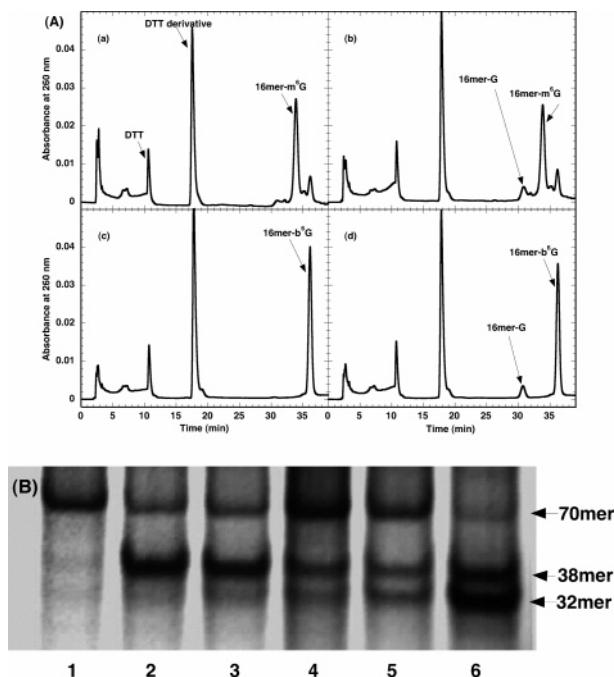 (A)
(a)
DTT derivative
16mer-m⁶G
DTT
(b)
16mer-G
16mer-m⁶G
Absorbance at 260 nm
0.04
0.03
0.02
0.01
0
(c)
16mer-b⁶G
(d)
16mer-b⁶G
16mer-G
Absorbance at 260 nm
0.04
0.03
0.02
0.01
0
0 5 10 15 20 25 30 35
0 5 10 15 20 25 30 35
Time (min)
Time (min)
(B)
70mer
38mer
32mer
1 2 3 4 5 6